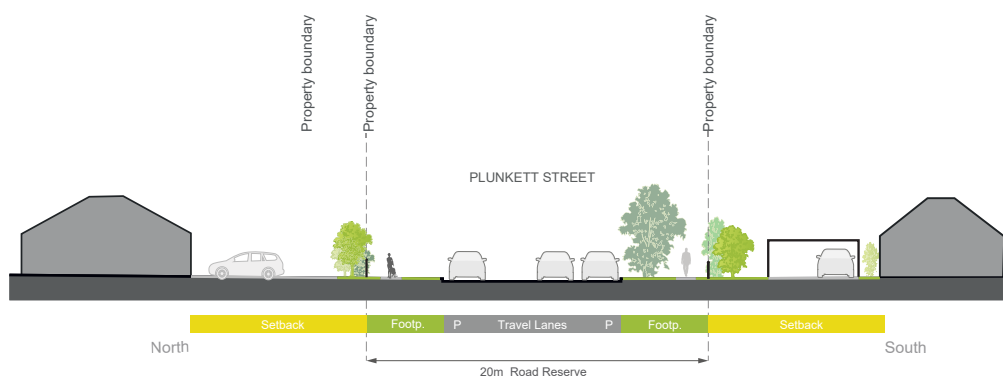 Property boundary
Property boundary
Property boundary
PLUNKETT STREET
Setback
Footp.
P
Travel Lanes
P
Footp.
Setback
North
South
20m Road Reserve